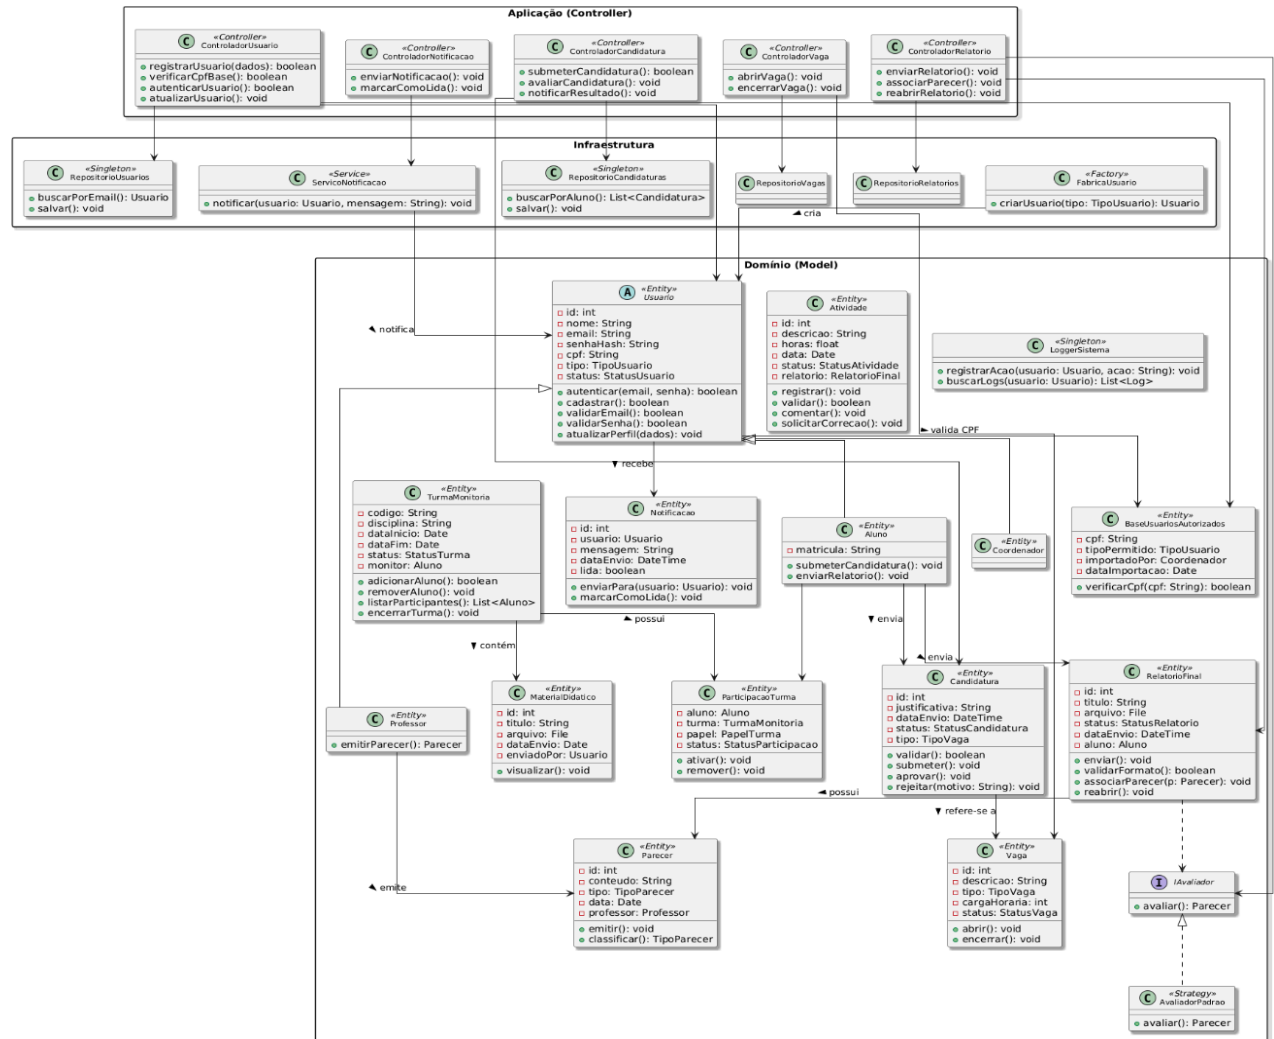 Aplicação (Controller)
C «Controller»
ControladorUsuario
registrarUsuario(dados): boolean
verificarCpfBase(): boolean
autenticarUsuario(): boolean
atualizarUsuario(): void
C «Controller»
ControladorNotificacao
enviarNotificacao(): void
marcarComoLida(): void
C «Controller»
ControladorCandidatura
submeterCandidatura(): boolean
avaliarCandidatura(): void
notificarResultado(): void
C «Controller»
ControladorVaga
abrirVaga(): void
encerrarVaga(): void
C «Controller»
ControladorRelatorio
enviarRelatorio(): void
associarParecer(): void
reabrirRelatorio(): void
Infraestrutura
C «Singleton»
RepositorioUsuarios
buscarPorEmail(): Usuario
salvar(): void
C «Service»
ServicoNotificacao
notificar(usuario: Usuario, mensagem: String): void
C «Singleton»
RepositorioCandidaturas
buscarPorAluno(): List<Candidatura>
salvar(): void
C RepositorioVagas
C RepositorioRelatorios
C «Factory»
FabricaUsuario
criarUsuario(tipo: TipoUsuario): Usuario
cria
Domínio (Model)
A «Entity»
Usuario
id: int
nome: String
email: String
senhaHash: String
cpf: String
tipo: TipoUsuario
status: StatusUsuario
autenticar(email, senha): boolean
cadastrar(): boolean
validarEmail(): boolean
validarSenha(): boolean
atualizarPerfil(dados): void
C «Entity»
Atividade
id: int
descricao: String
horas: float
data: Date
status: StatusAtividade
relatorio: RelatorioFinal
registrar(): void
validar(): boolean
comentar(): void
solicitarCorrecao(): void
C «Singleton»
LoggerSistema
registrarAcao(usuario: Usuario, acao: String): void
buscarLogs(usuario: Usuario): List<Log>
notifica
valida CPF
recebe
C «Entity»
TurmaMonitoria
codigo: String
disciplina: String
dataInicio: Date
dataFim: Date
status: StatusTurma
monitor: Aluno
adicionarAluno(): boolean
removerAluno(): void
listarParticipantes(): List<Aluno>
encerrarTurma(): void
C «Entity»
Notificacao
id: int
usuario: Usuario
mensagem: String
dataEnvio: DateTime
lida: boolean
enviarPara(usuario: Usuario): void
marcarComoLida(): void
C «Entity»
Aluno
matricula: String
submeterCandidatura(): void
enviarRelatorio(): void
C «Entity»
Coordenador
C «Entity»
BaseUsuariosAutorizados
cpf: String
tipoPermitido: TipoUsuario
importadoPor: Coordenador
dataImportacao: Date
verificarCpf(cpf: String): boolean
contém
possui
envia
envia
C «Entity»
Professor
emitirParecer(): Parecer
C «Entity»
MaterialDidatico
id: int
titulo: String
arquivo: File
dataEnvio: Date
enviadoPor: Usuario
visualizar(): void
C «Entity»
ParticipacaoTurma
aluno: Aluno
turma: TurmaMonitoria
papel: PapelTurma
status: StatusParticipacao
ativar(): void
remover(): void
C «Entity»
Candidatura
id: int
justificativa: String
dataEnvio: DateTime
status: StatusCandidatura
tipo: TipoVaga
validar(): boolean
submeter(): void
aprovar(): void
rejeitar(motivo: String): void
C «Entity»
RelatorioFinal
id: int
titulo: String
arquivo: File
status: StatusRelatorio
dataEnvio: DateTime
aluno: Aluno
enviar(): void
validarFormato(): boolean
associarParecer(p: Parecer): void
reabrir(): void
possui
refere-se a
emite
C «Entity»
Parecer
id: int
conteudo: String
tipo: TipoParecer
data: Date
professor: Professor
emitir(): void
classificar(): TipoParecer
C «Entity»
Vaga
id: int
descricao: String
tipo: TipoVaga
cargaHoraria: int
status: StatusVaga
abrir(): void
encerrar(): void
I IAvaliador
avaliar(): Parecer
C «Strategy»
AvaliadorPadrao
avaliar(): Parecer